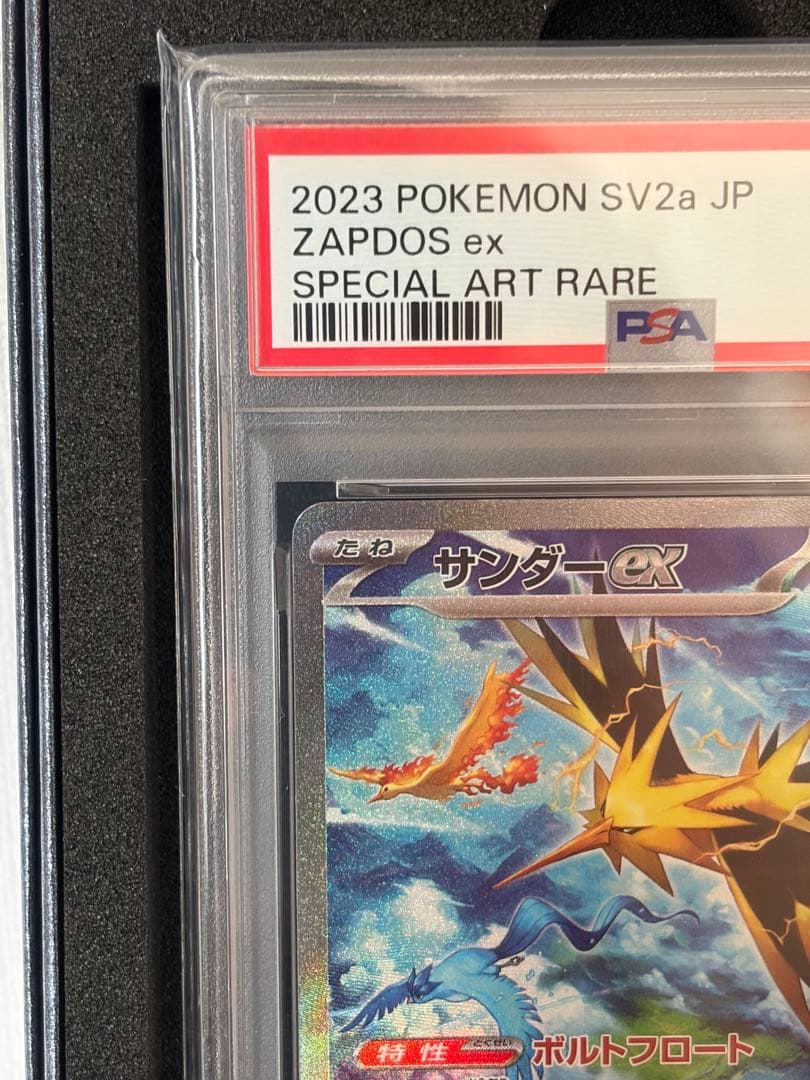 2023 POKEMON SV2a JP
ZAPDOS ex
SPECIAL ART RARE
PSA
たね サンダーex
特性 とくせい ボルトフロート